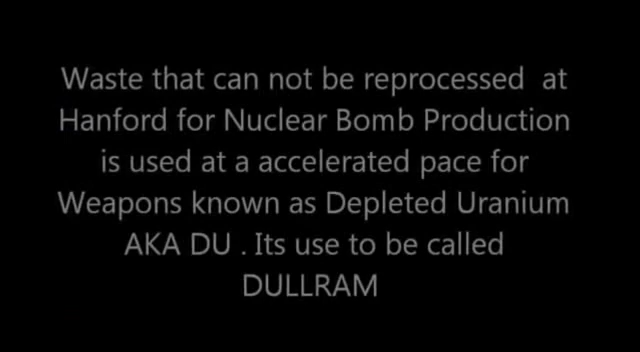 Waste that can not be reprocessed  at
Hanford for Nuclear Bomb Production
is used at a accelerated pace for
Weapons known as Depleted Uranium
AKA DU . Its use to be called
DULLRAM